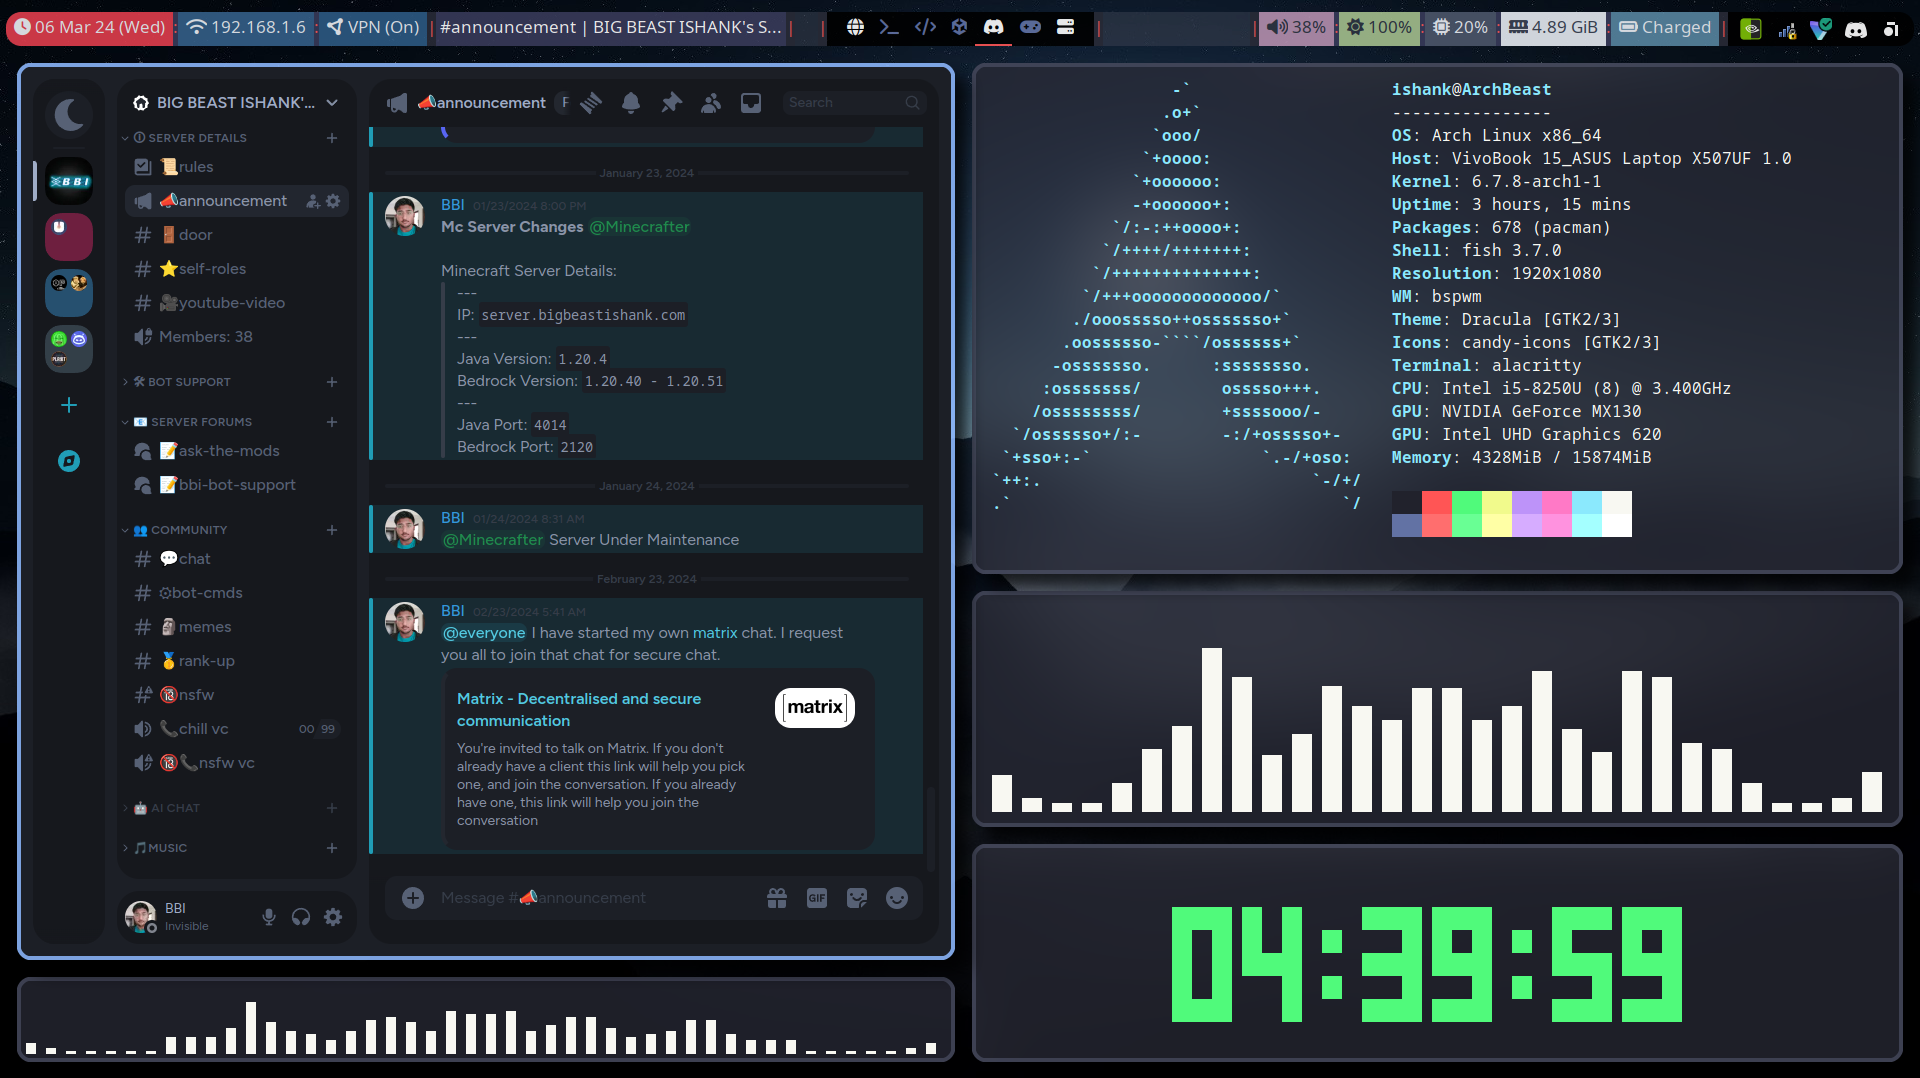 06 Mar 24 (Wed)
192.168.1.6
VPN (On)
#announcement | BIG BEAST ISHANK's S...
38%
100%
20%
4.89 GiB
Charged
BBI
BIG BEAST ISHANK'...
SERVER DETAILS
rules
announcement
door
self-roles
youtube-video
Members: 38
BOT SUPPORT
SERVER FORUMS
ask-the-mods
bbi-bot-support
COMMUNITY
chat
bot-cmds
memes
rank-up
nsfw
chill vc
00 99
nsfw vc
AI CHAT
MUSIC
BBI
Invisible
announcement
F
Search
January 23, 2024
BBI 01/23/2024 8:00 PM
Mc Server Changes @Minecrafter
Minecraft Server Details:
---
IP: server.bigbeastishank.com
---
Java Version: 1.20.4
Bedrock Version: 1.20.40 - 1.20.51
---
Java Port: 4014
Bedrock Port: 2120
January 24, 2024
BBI 01/24/2024 8:31 AM
@Minecrafter Server Under Maintenance
February 23, 2024
BBI 02/23/2024 5:41 AM
@everyone I have started my own matrix chat. I request
you all to join that chat for secure chat.
Matrix - Decentralised and secure
communication
[matrix]
You're invited to talk on Matrix. If you don't
already have a client this link will help you pick
one, and join the conversation. If you already
have one, this link will help you join the
conversation
Message #📣announcement
GIF
ishank@ArchBeast
----------------
OS: Arch Linux x86_64
Host: VivoBook 15_ASUS Laptop X507UF 1.0
Kernel: 6.7.8-arch1-1
Uptime: 3 hours, 15 mins
Packages: 678 (pacman)
Shell: fish 3.7.0
Resolution: 1920x1080
WM: bspwm
Theme: Dracula [GTK2/3]
Icons: candy-icons [GTK2/3]
Terminal: alacritty
CPU: Intel i5-8250U (8) @ 3.400GHz
GPU: NVIDIA GeForce MX130
GPU: Intel UHD Graphics 620
Memory: 4328MiB / 15874MiB
04:39:59